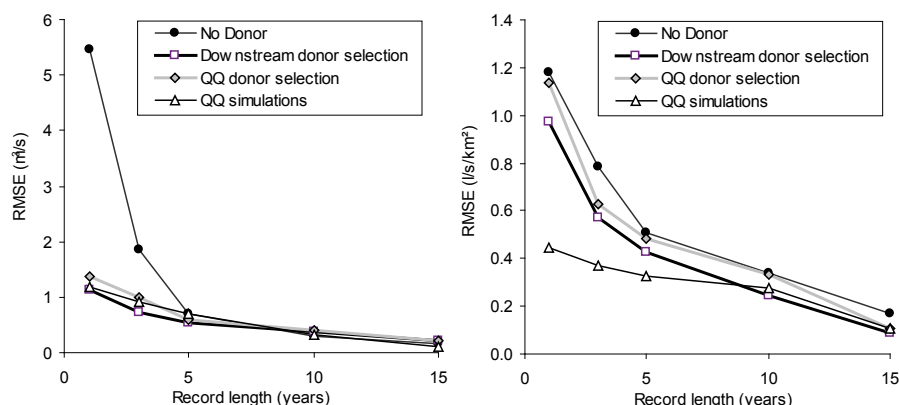 No Donor
Dow nstream donor selection
QQ donor selection
QQ simulations
RMSE (m³/s)
6
5
4
3
2
1
0
0
5
10
15
Record length (years)
No Donor
Dow nstream donor selection
QQ donor selection
QQ simulations
RMSE (l/s/km²)
1.4
1.2
1.0
0.8
0.6
0.4
0.2
0.0
0
5
10
15
Record length (years)